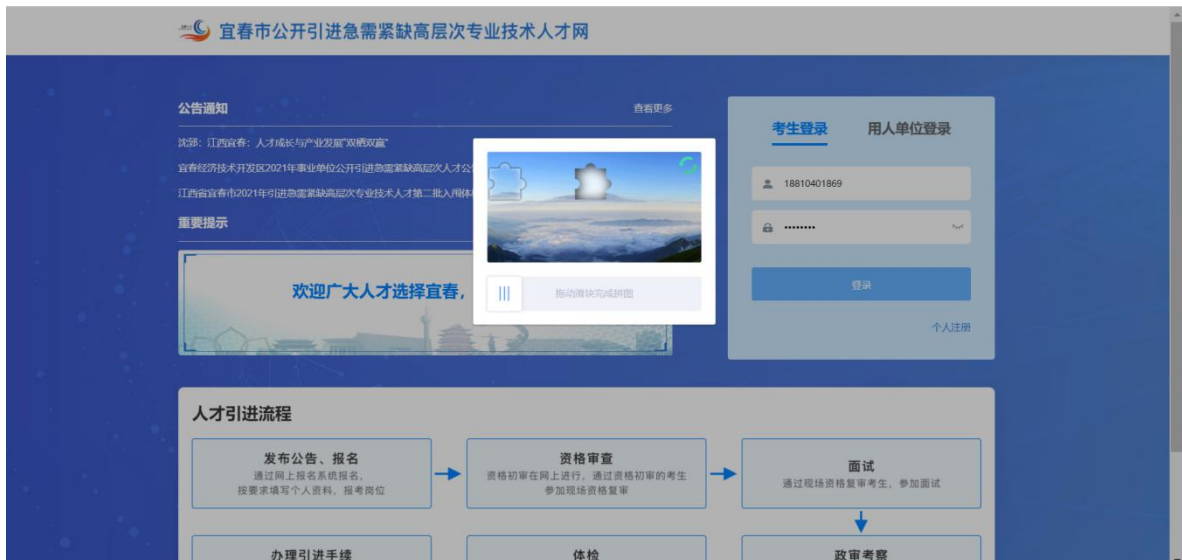 宜春市公开引进急需紧缺高层次专业技术人才网
公告通知
查看更多
沈郢：江西宜春：人才成长与产业发展"双栖双赢"
宜春经济技术开发区2021年事业单位公开引进急需紧缺高层次人才公
江西省宜春市2021年引进急需紧缺高层次专业技术人才第二批入闱体
重要提示
欢迎广大人才选择宜春，
拖动滑块完成拼图
考生登录 用人单位登录
18810401869
••••••••
登录
个人注册
人才引进流程
发布公告、报名
通过网上报名系统报名，
按要求填写个人资料，报考岗位
资格审查
资格初审在网上进行，通过资格初审的考生
参加现场资格复审
面试
通过现场资格复审考生，参加面试
办理引进手续
体检
政审考察